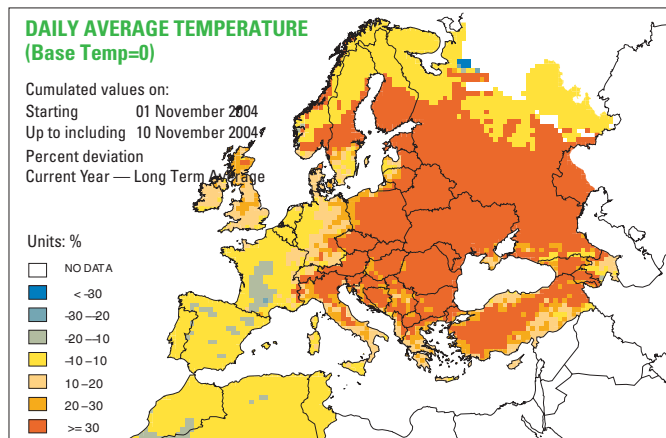 DAILY AVERAGE TEMPERATURE
(Base Temp=0)
Cumulated values on:
Starting 01 November 2004
Up to including 10 November 2004
Percent deviation
Current Year — Long Term Average
Units: %
NO DATA
< -30
-30 –-20
-20 –-10
-10 –10
10 –20
20 –30
>= 30